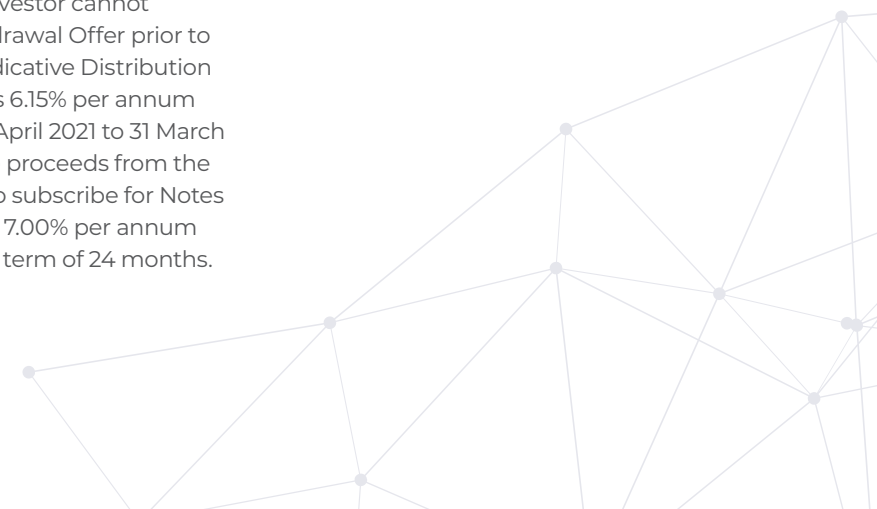 vestor cannot
drawal Offer prior to
dicative Distribution
s 6.15% per annum
April 2021 to 31 March
proceeds from the
o subscribe for Notes
7.00% per annum
term of 24 months.